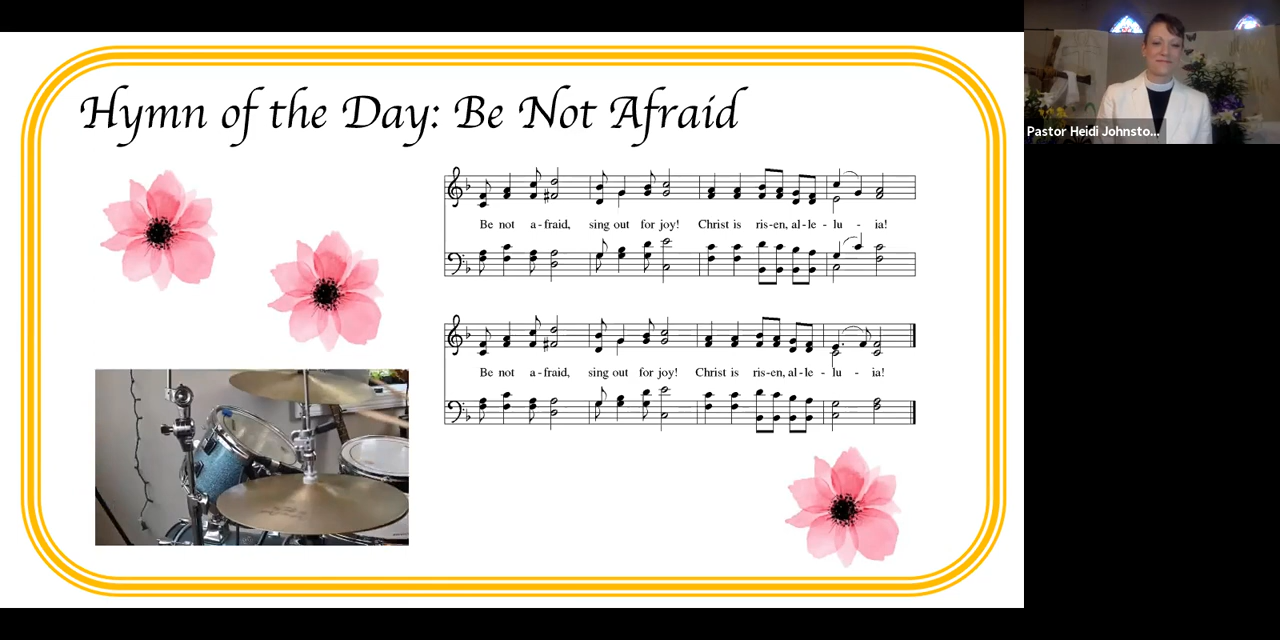 Hymn of the Day: Be Not Afraid
Pastor Heidi Johnsto...
Be not a - fraid, sing out for joy! Christ is ris - en, al - le - lu - ia!
Be not a - fraid, sing out for joy! Christ is ris - en, al - le - lu - ia!